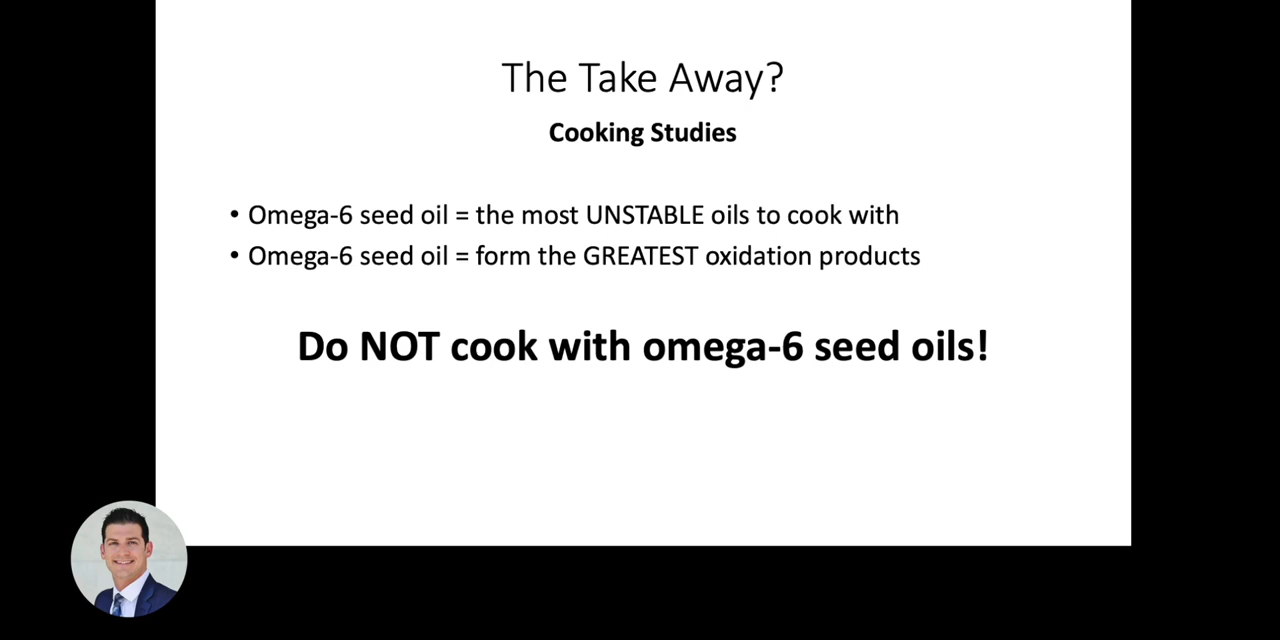 The Take Away?
Cooking Studies
• Omega-6 seed oil = the most UNSTABLE oils to cook with
• Omega-6 seed oil = form the GREATEST oxidation products
Do NOT cook with omega-6 seed oils!